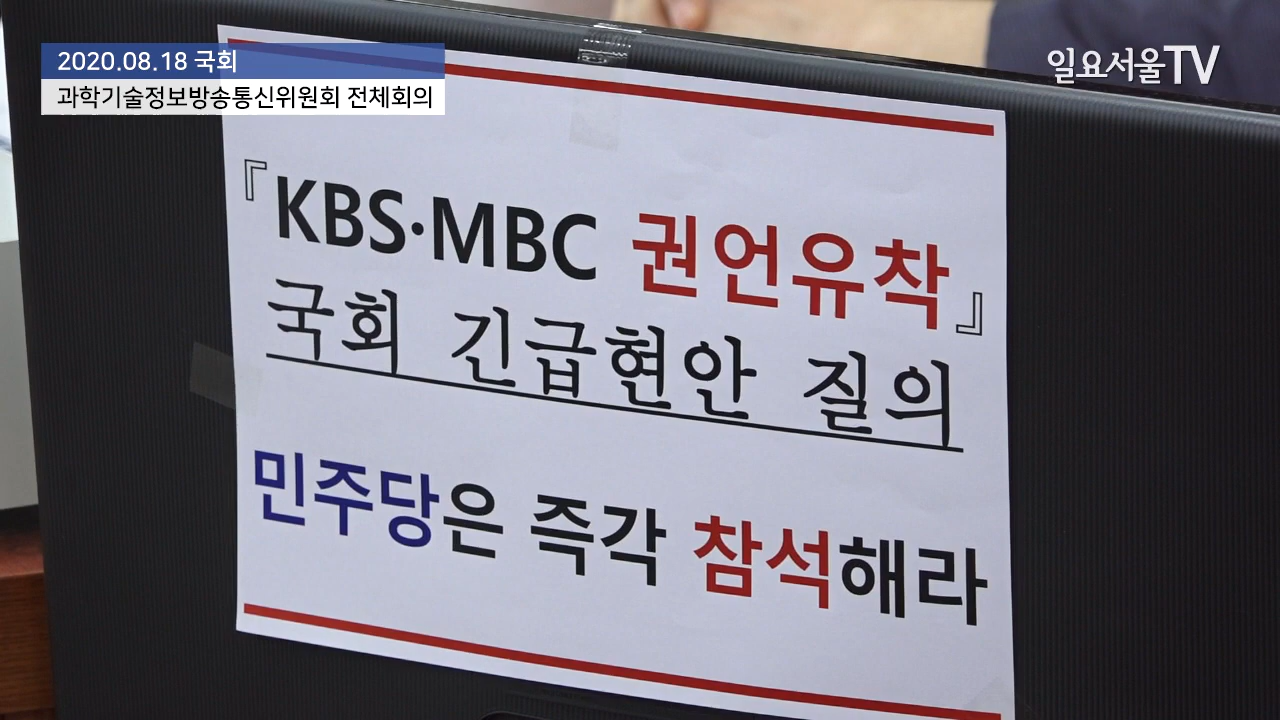 2020.08.18 국회
과학기술정보방송통신위원회 전체회의
일요서울TV
『KBS·MBC 권언유착』
국회 긴급현안 질의
민주당은 즉각 참석해라